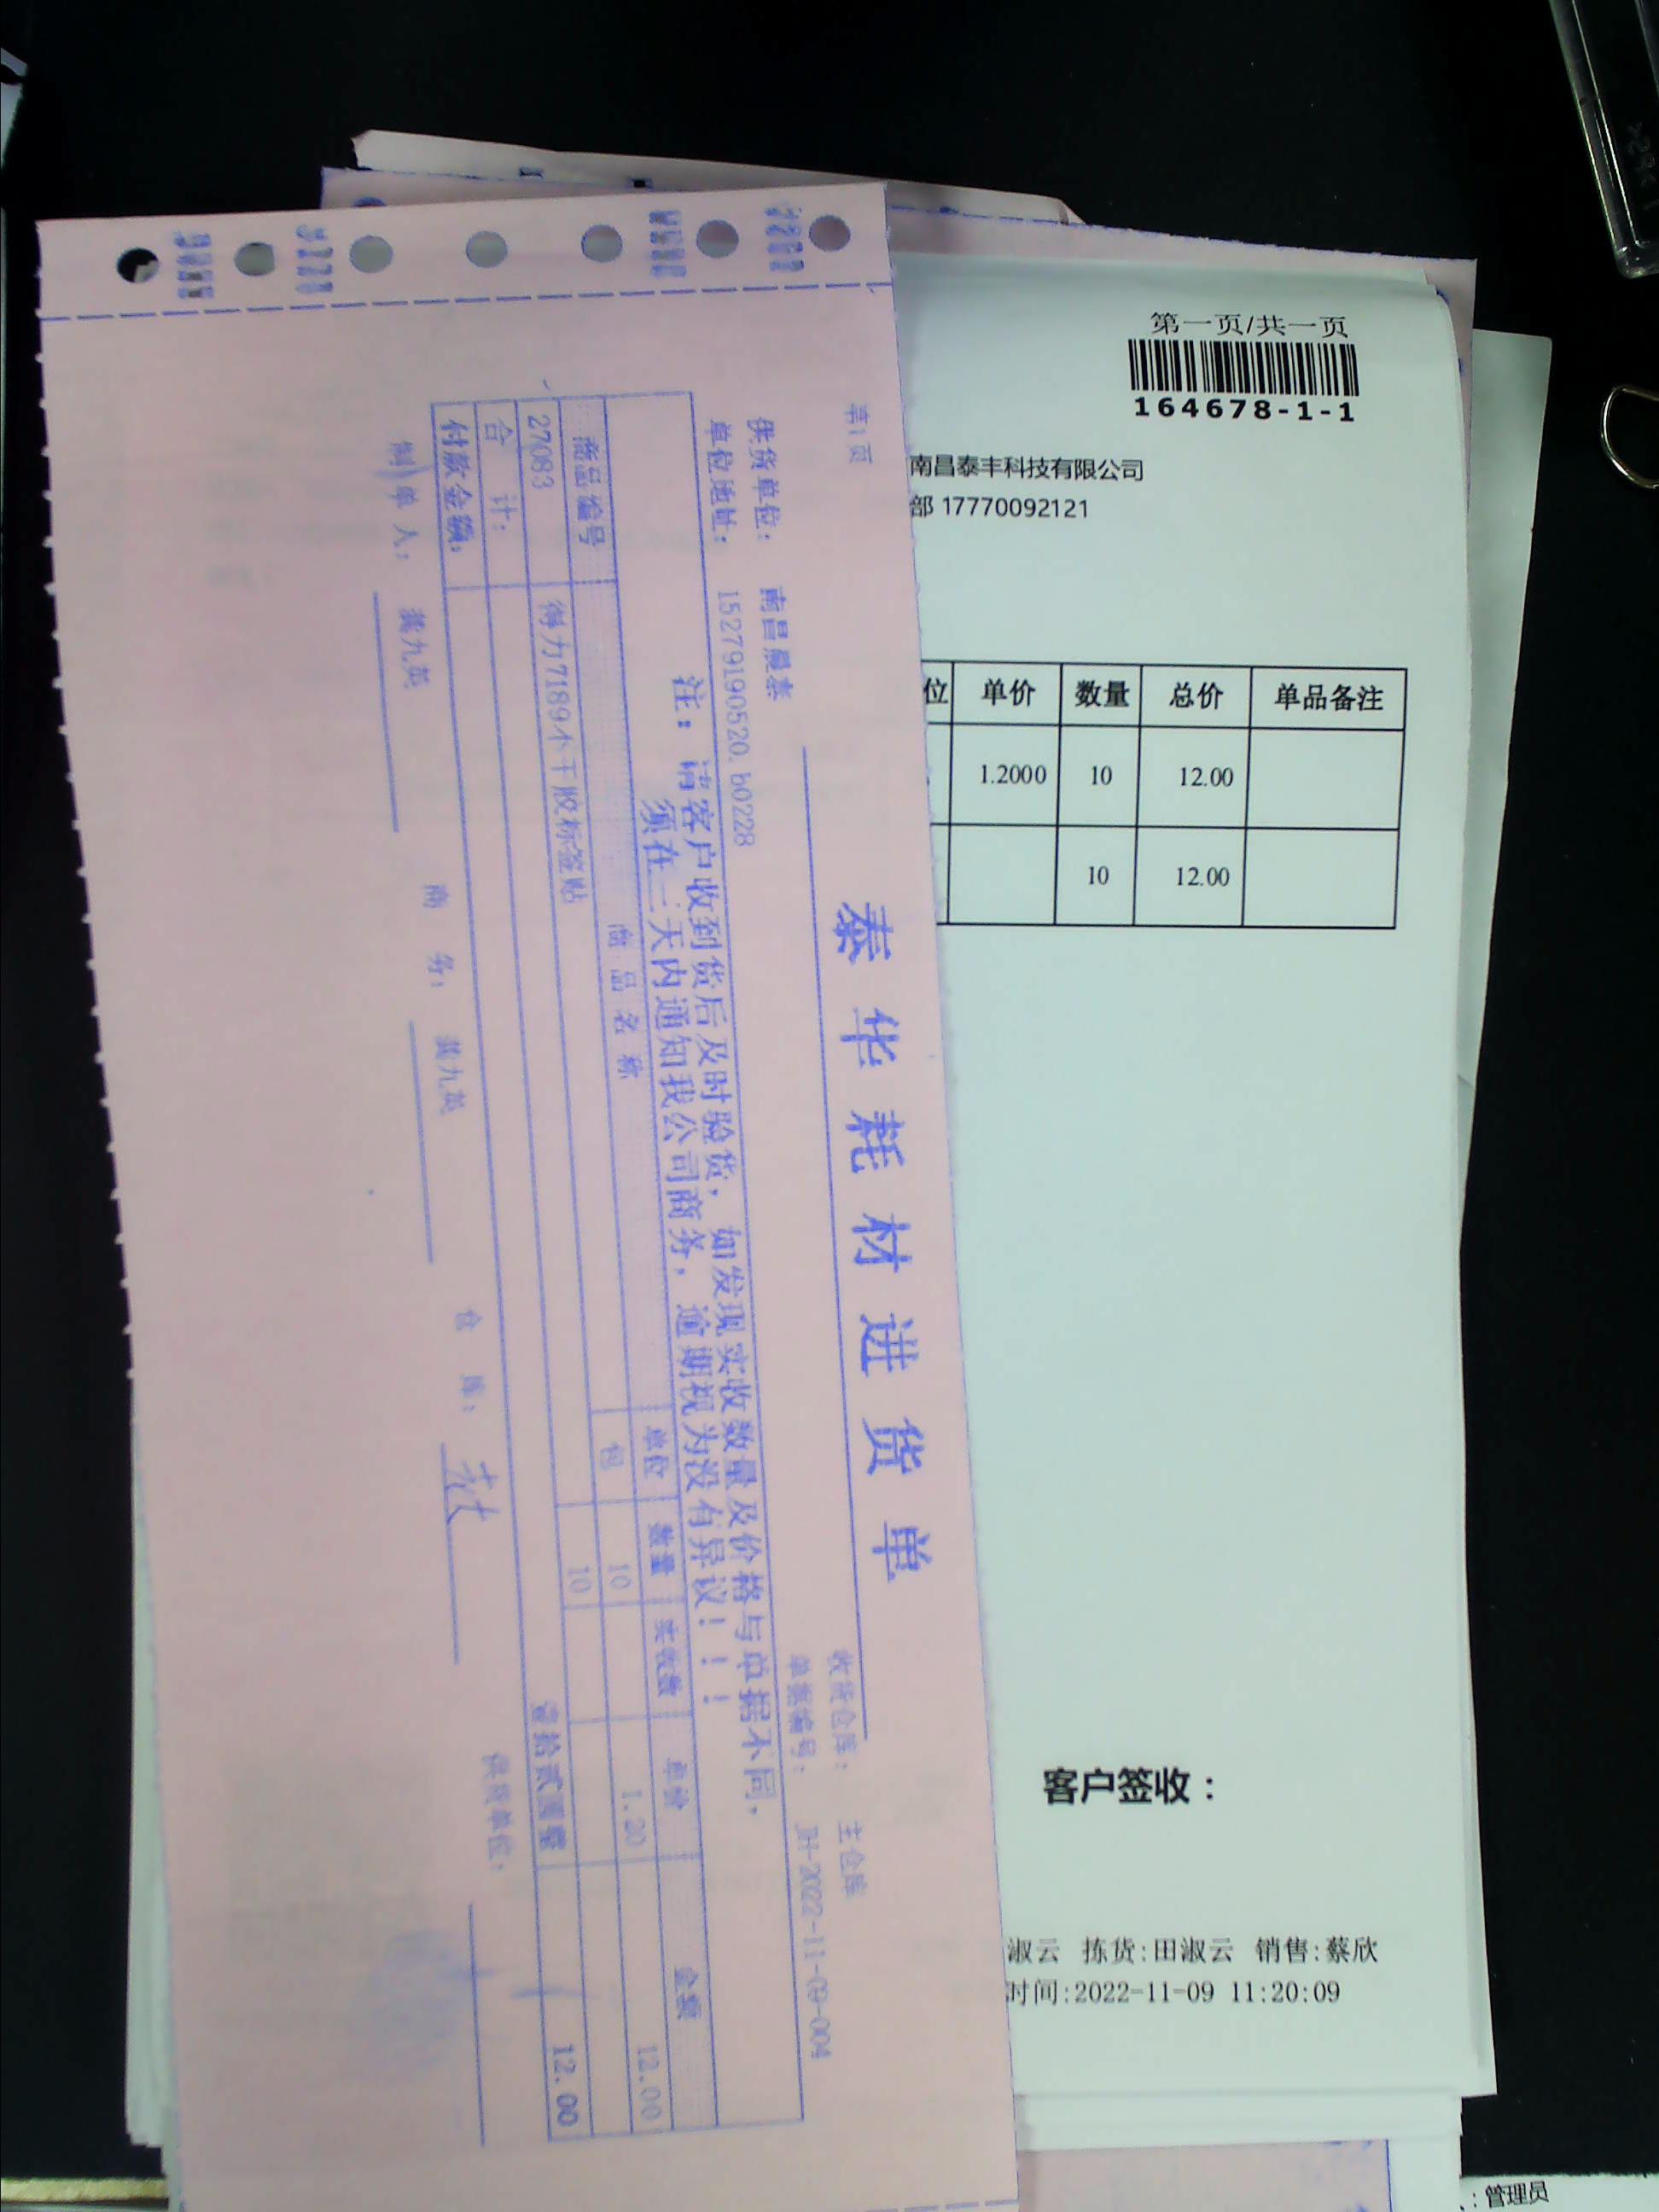 泰华耗材进货单
第1页
收货仓库： 主仓库
供货单位： 南昌晨泰
单据编号： JH-2022-11-09-004
单位地址： 15279190520.b0228
注：请客户收到货后及时验货，如发现实收数量及价格与单据不同，
须在三天内通知我公司商务，逾期视为没有异议！！！
商品编号 商品名称 单位 数量 实收数 单价 金额
27083 得力7189不干胶标签贴 包 10 1.20 12.00
合计： 10
付款金额： 壹拾贰圆整 12.00
制单人： 九英 商务： 九英 仓库： 供货单位：
第一页/共一页
164678-1-1
南昌泰丰科技有限公司
部 17770092121
位 单价 数量 总价 单品备注
1.2000 10 12.00
10 12.00
客户签收：
淑云 拣货:田淑云 销售:蔡欣
时间:2022-11-09 11:20:09
：管理员